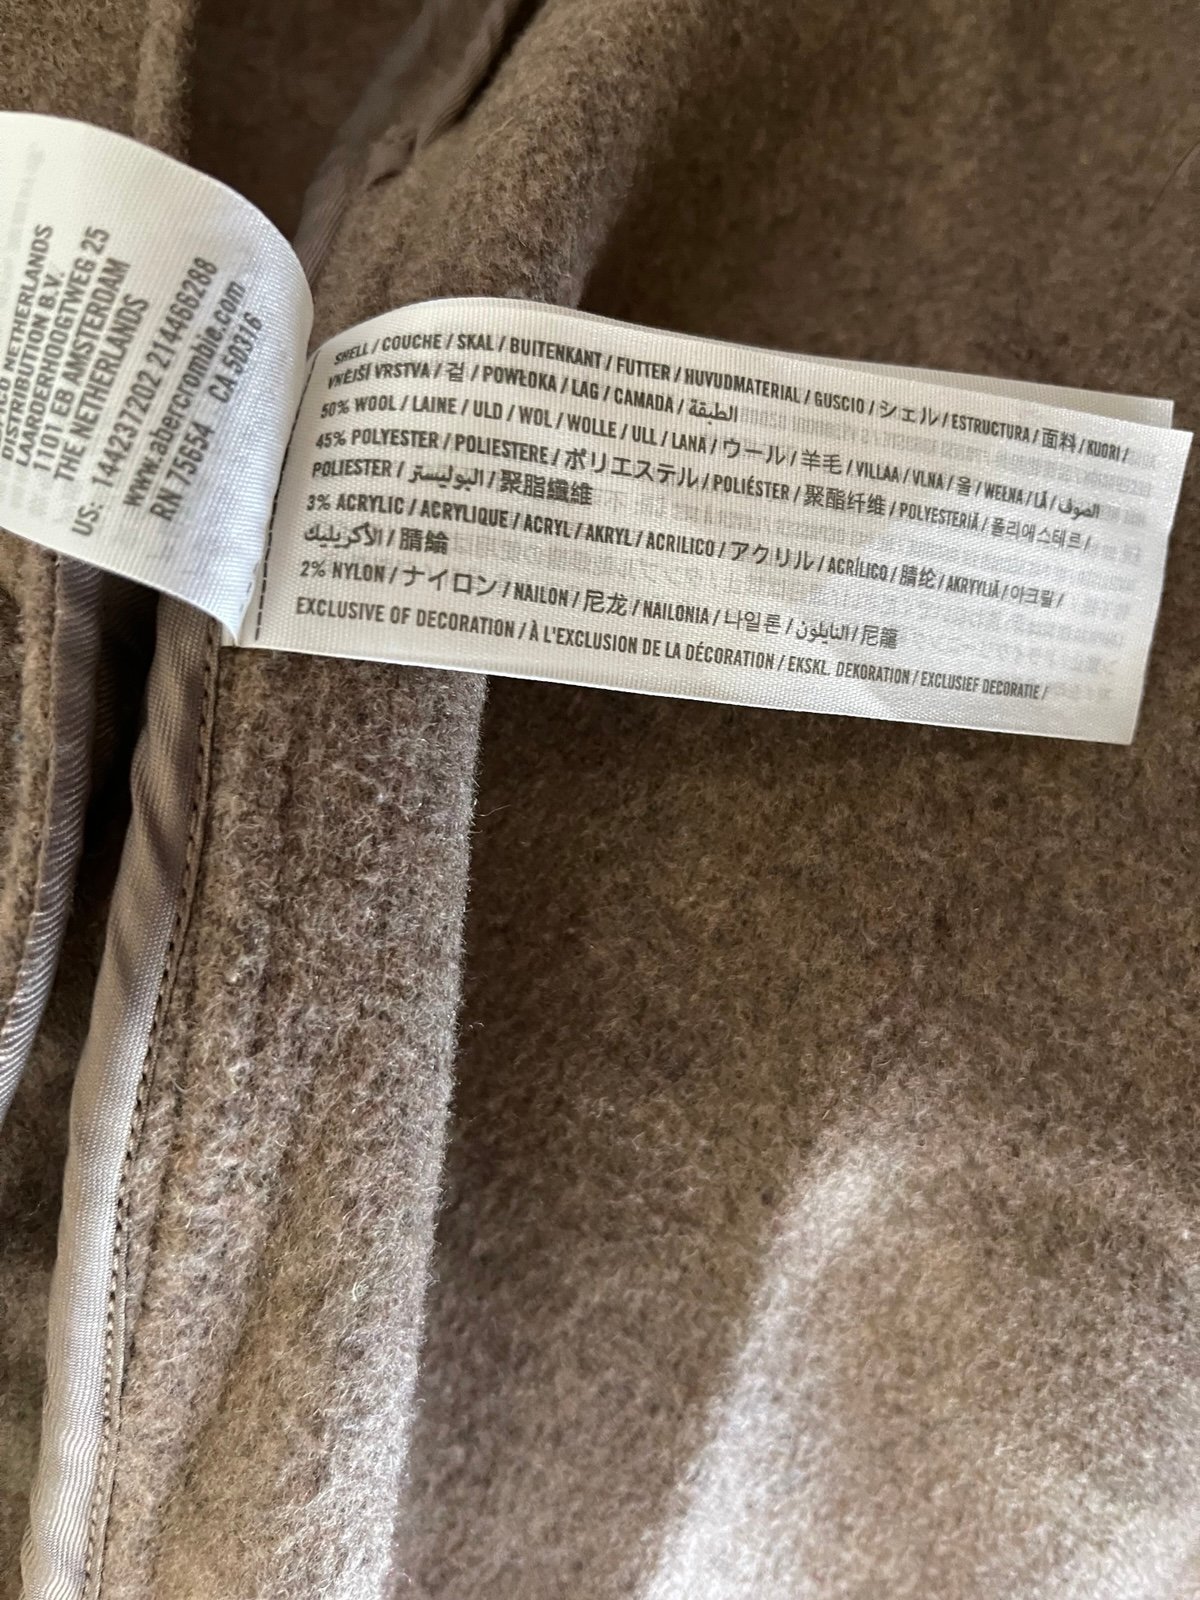 NETHERLANDS
DISTRIBUTION B.V.
LAARDERHOOGTWEG 25
1101 EB AMSTERDAM
THE NETHERLANDS
US: 1442377202 214466288
www.abercrombie.com
RN 75654 CA 50316
SHELL / COUCHE / SKAL / BUITENKANT / FUTTER / HUVUDMATERIAL / GUSCIO / シェル / ESTRUCTURA / 面料 / KUORI /
VNĚJŠÍ VRSTVA / 겉 / POWŁOKA / LAG / CAMADA / الطبقة
50% WOOL / LAINE / ULD / WOL / WOLLE / ULL / LANA / ウール / 羊毛 / VILLAA / VLNA / 울 / WEŁNA / LÃ / الصوف
45% POLYESTER / POLIESTERE / ポリエステル / POLIÉSTER / 聚酯纤维 / POLYESTERIÄ / 폴리에스테르 /
POLIESTER / البوليستر / 聚脂纖維
3% ACRYLIC / ACRYLIQUE / ACRYL / AKRYL / ACRILICO / アクリル / ACRÍLICO / 腈纶 / AKRYYLIÄ / 아크릴 /
الأكريليك / 腈綸
2% NYLON / ナイロン / NAILON / 尼龙 / NAILONIA / 나일론 / النايلون / 尼龍
EXCLUSIVE OF DECORATION / À L'EXCLUSION DE LA DÉCORATION / EKSKL. DEKORATION / EXCLUSIEF DECORATIE /